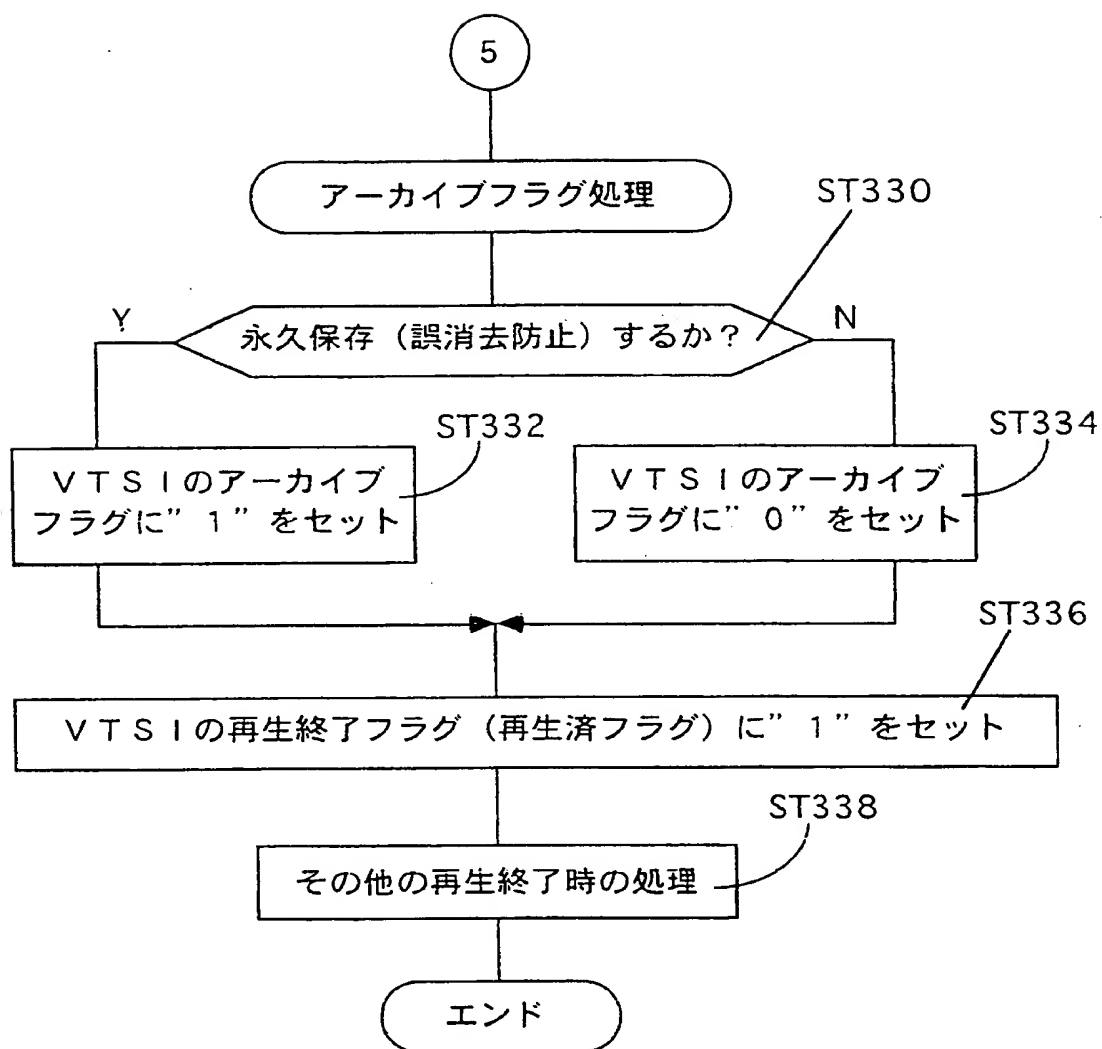 5
アーカイブフラグ処理
ST330
Y
永久保存(誤消去防止)するか?
N
ST332
VTSIのアーカイブ
フラグに"1"をセット
ST334
VTSIのアーカイブ
フラグに"0"をセット
ST336
VTSIの再生終了フラグ(再生済フラグ)に"1"をセット
ST338
その他の再生終了時の処理
エンド